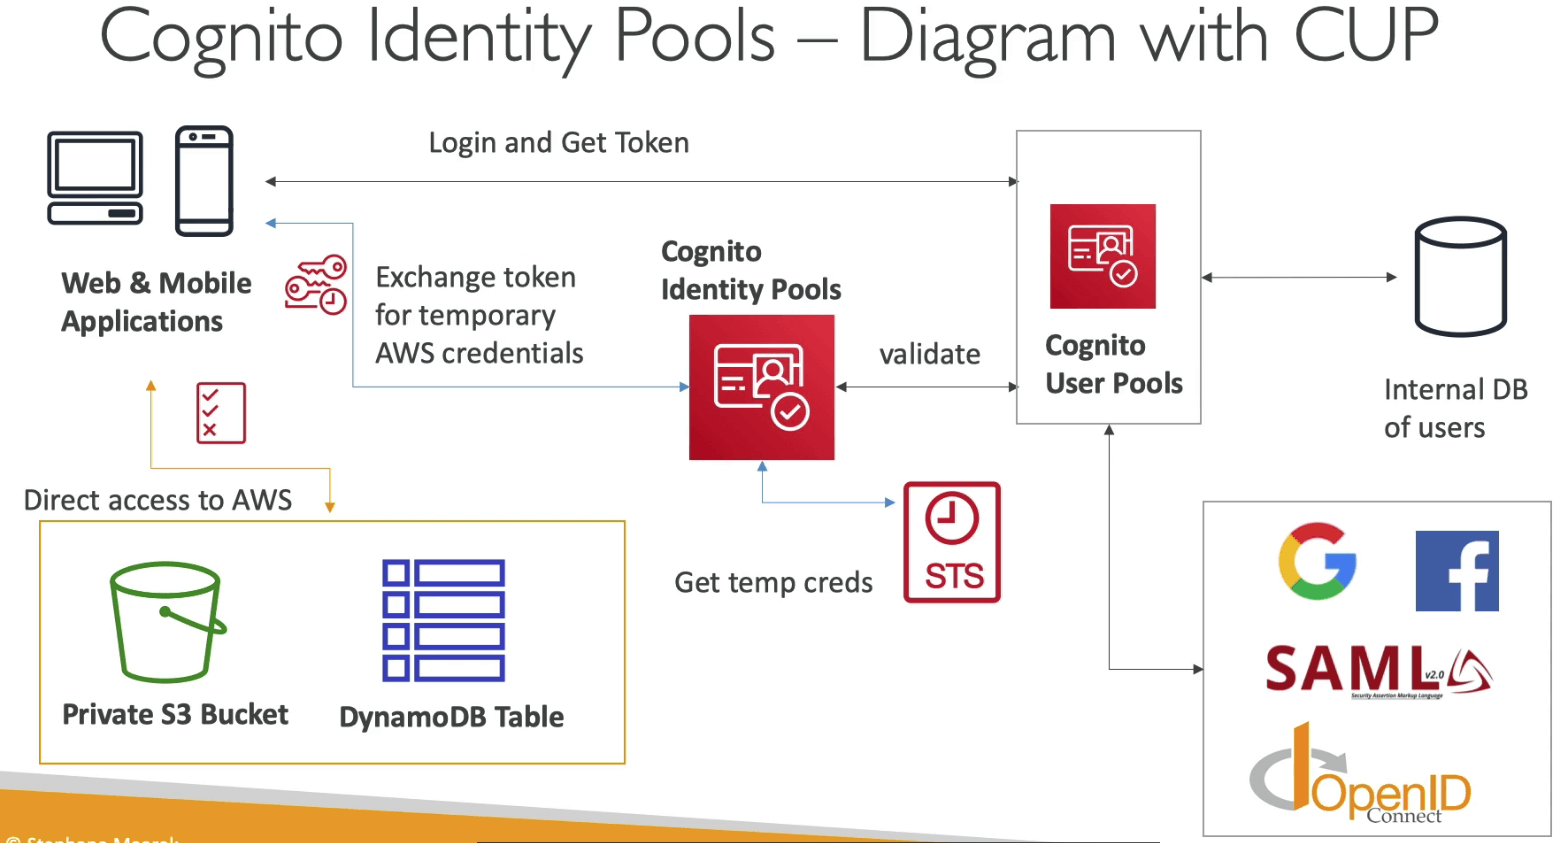 Cognito Identity Pools – Diagram with CUP
Login and Get Token
Web & Mobile
Applications
Exchange token
for temporary
AWS credentials
Cognito
Identity Pools
validate
Cognito
User Pools
Internal DB
of users
Direct access to AWS
Get temp creds
STS
Private S3 Bucket
DynamoDB Table
SAML v2.0
Security Assertion Markup Language
OpenID
Connect
© Stephane Maarek